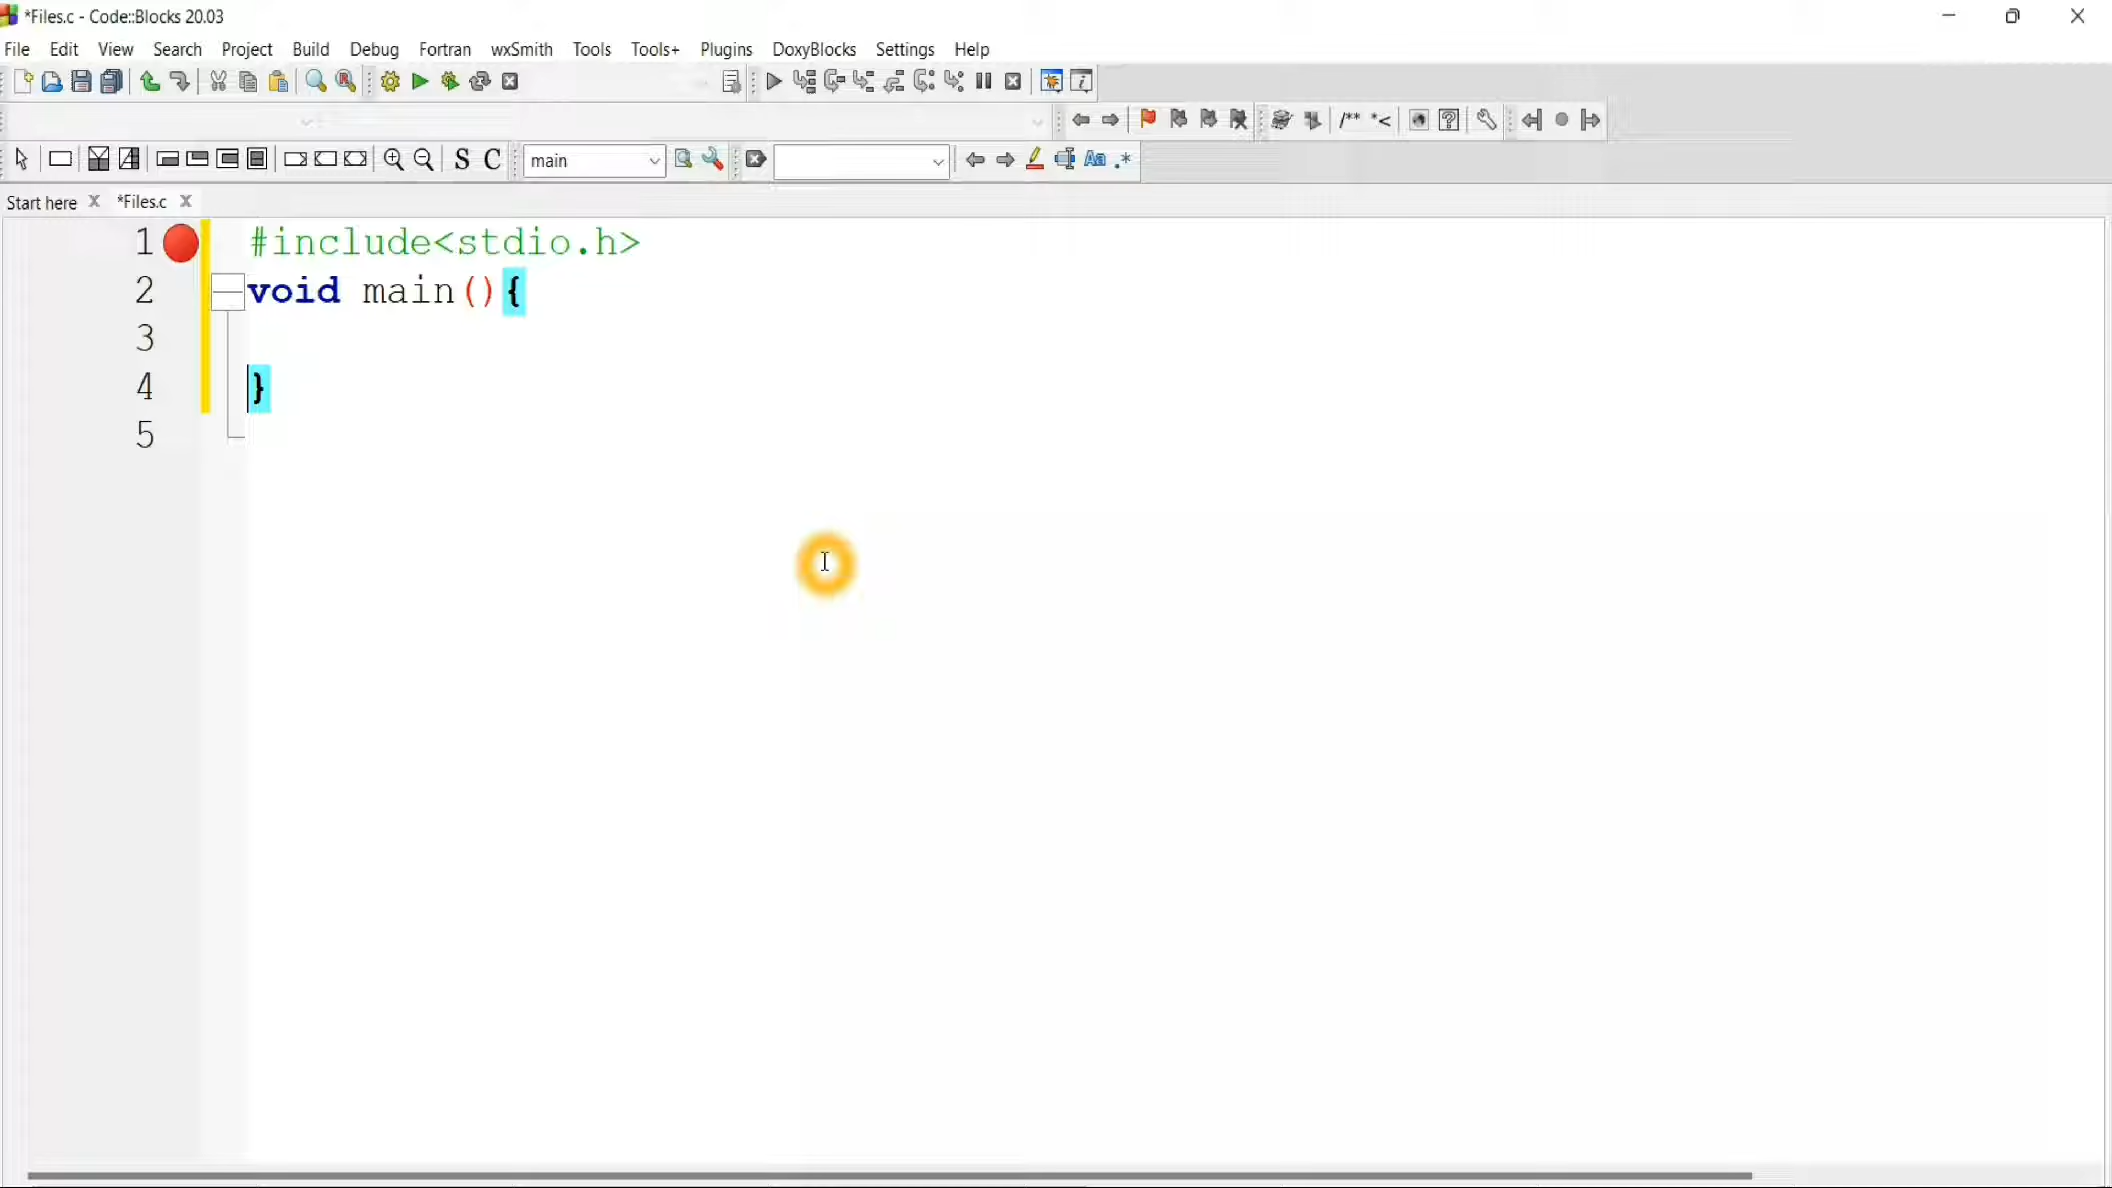 *Files.c - Code::Blocks 20.03
File Edit View Search Project Build Debug Fortran wxSmith Tools Tools+ Plugins DoxyBlocks Settings Help
/** *<
S C main Aa .*
Start here *Files.c
1 #include<stdio.h>
2 void main(){
3
4 }
5